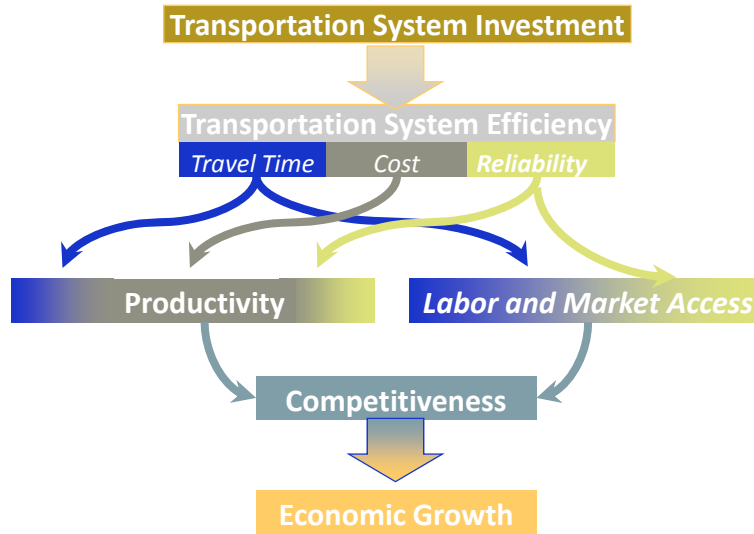 Transportation System Investment
Transportation System Efficiency
Travel Time Cost Reliability
Productivity Labor and Market Access
Competitiveness
Economic Growth